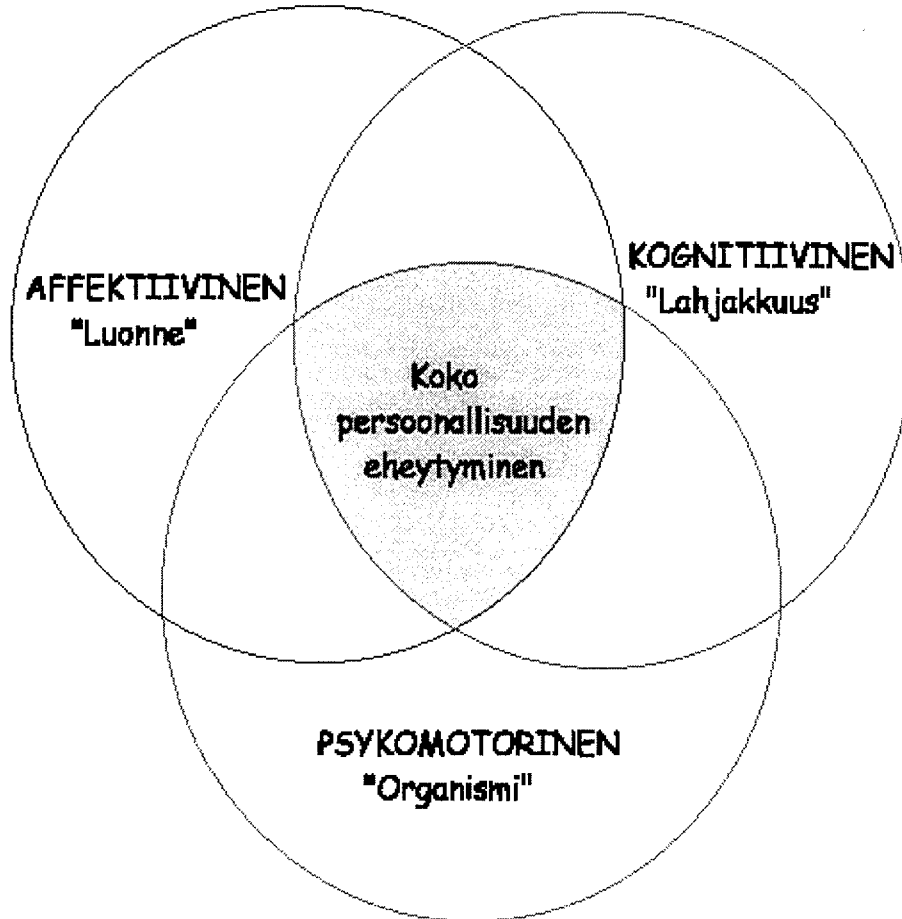 AFFEKTIIVINEN
"Luonne"
KOGNITIIVINEN
"Lahjakkuus"
Koko
persoonallisuuden
eheytyminen
PSYKOMOTORINEN
"Organismi"